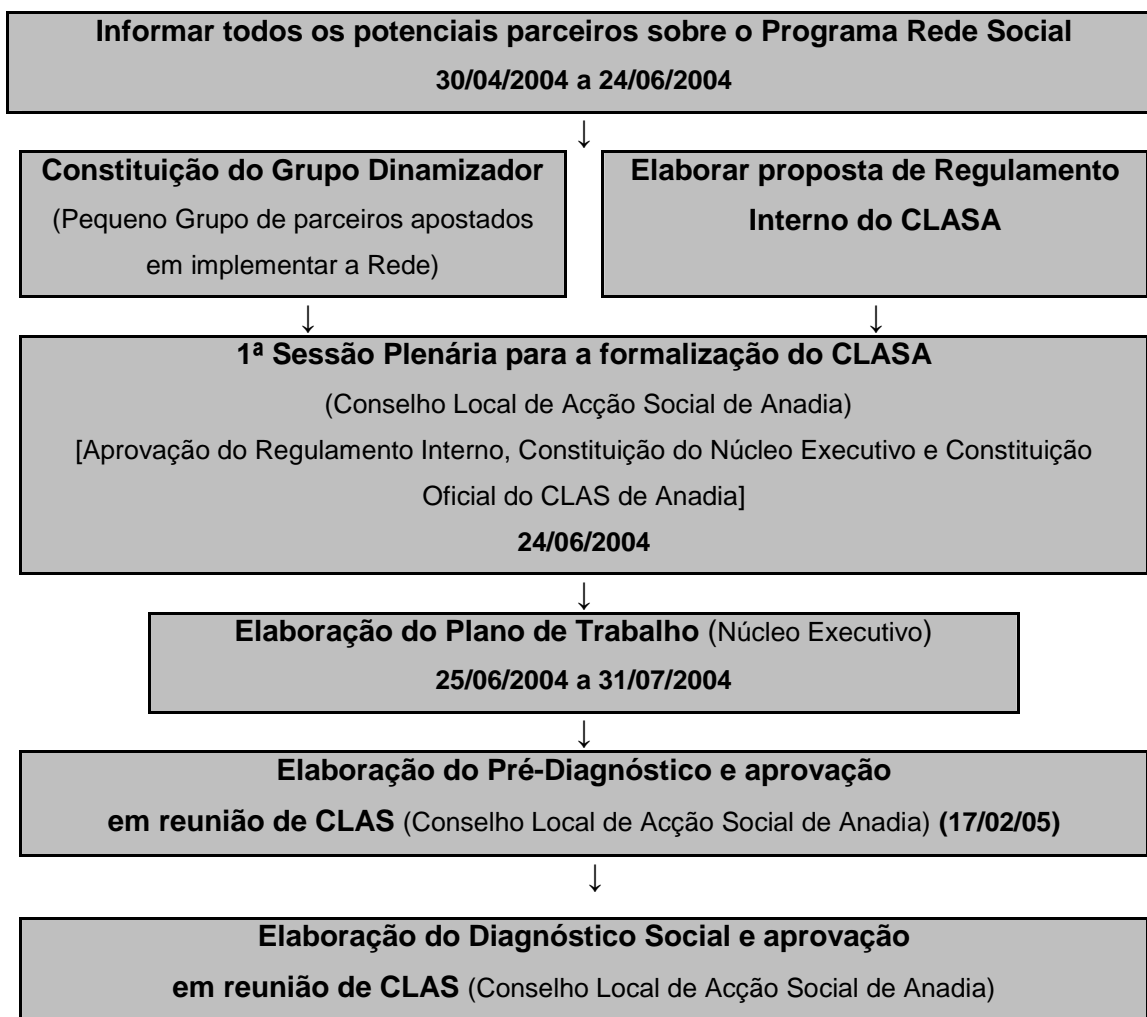 Informar todos os potenciais parceiros sobre o Programa Rede Social
30/04/2004 a 24/06/2004
↓
Constituição do Grupo Dinamizador
(Pequeno Grupo de parceiros apostados
em implementar a Rede)
Elaborar proposta de Regulamento
Interno do CLASA
↓ ↓
1ª Sessão Plenária para a formalização do CLASA
(Conselho Local de Acção Social de Anadia)
[Aprovação do Regulamento Interno, Constituição do Núcleo Executivo e Constituição
Oficial do CLAS de Anadia]
24/06/2004
↓
Elaboração do Plano de Trabalho (Núcleo Executivo)
25/06/2004 a 31/07/2004
↓
Elaboração do Pré-Diagnóstico e aprovação
em reunião de CLAS (Conselho Local de Acção Social de Anadia) (17/02/05)
↓
Elaboração do Diagnóstico Social e aprovação
em reunião de CLAS (Conselho Local de Acção Social de Anadia)